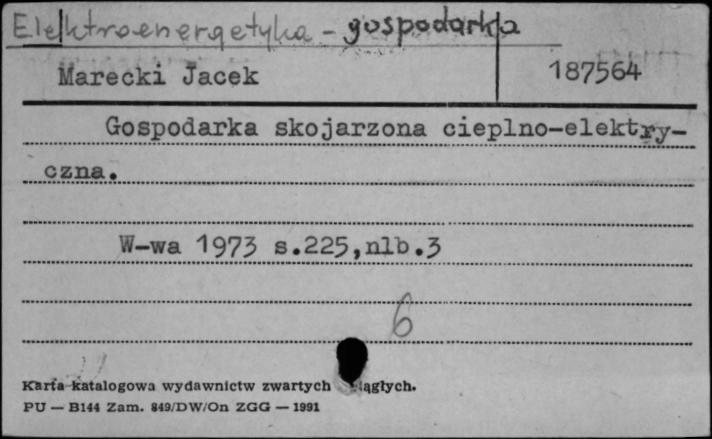 Elektroenergetyka - gospodarka
Marecki Jacek 187564
Gospodarka skojarzona cieplno-elektry-
czna.
W-wa 1973 s.225,nlb.3
6
Karta katalogowa wydawnictw zwartych
PU — B144 Zam. 849/DW/On ZGG — 1991